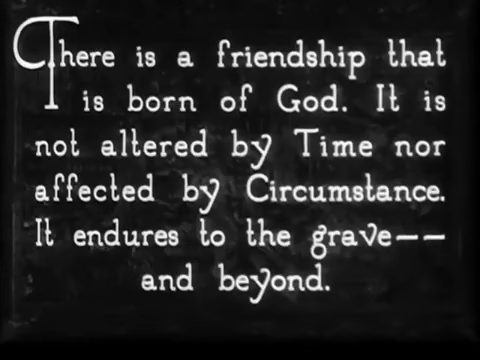 There is a friendship that
is born of God. It is
not altered by Time nor
affected by Circumstance.
It endures to the grave——
and beyond.